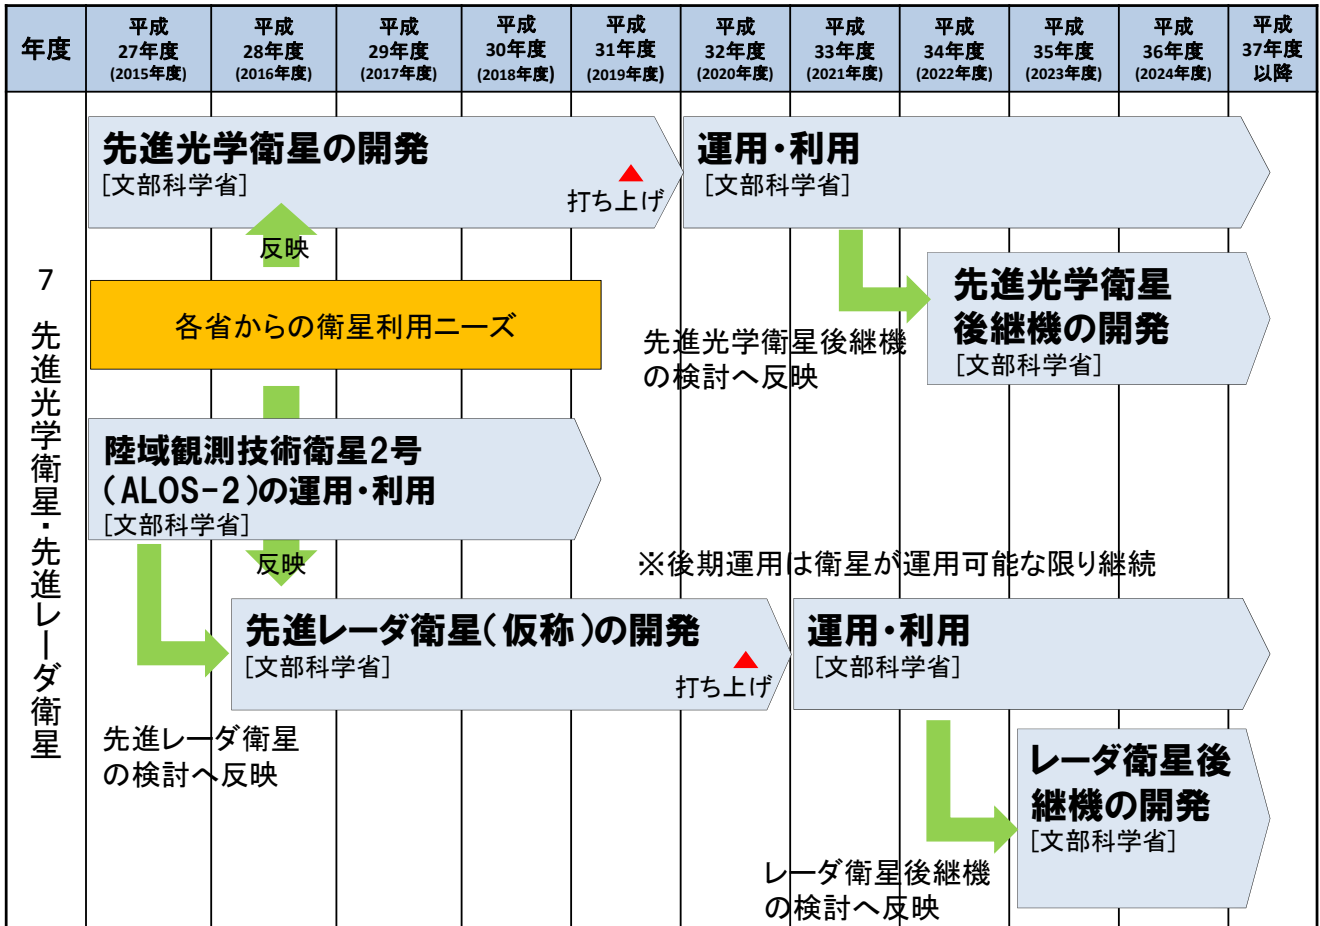 年度
平成
27年度
(2015年度)
平成
28年度
(2016年度)
平成
29年度
(2017年度)
平成
30年度
(2018年度)
平成
31年度
(2019年度)
平成
32年度
(2020年度)
平成
33年度
(2021年度)
平成
34年度
(2022年度)
平成
35年度
(2023年度)
平成
36年度
(2024年度)
平成
37年度
以降
7 先進光学衛星・先進レーダ衛星
先進光学衛星の開発
[文部科学省]
打ち上げ
運用・利用
[文部科学省]
反映
各省からの衛星利用ニーズ
先進光学衛星後継機
の検討へ反映
先進光学衛星
後継機の開発
[文部科学省]
陸域観測技術衛星2号
(ALOS-2)の運用・利用
[文部科学省]
反映
※後期運用は衛星が運用可能な限り継続
先進レーダ衛星(仮称)の開発
[文部科学省]
打ち上げ
運用・利用
[文部科学省]
先進レーダ衛星
の検討へ反映
レーダ衛星後
継機の開発
[文部科学省]
レーダ衛星後継機
の検討へ反映